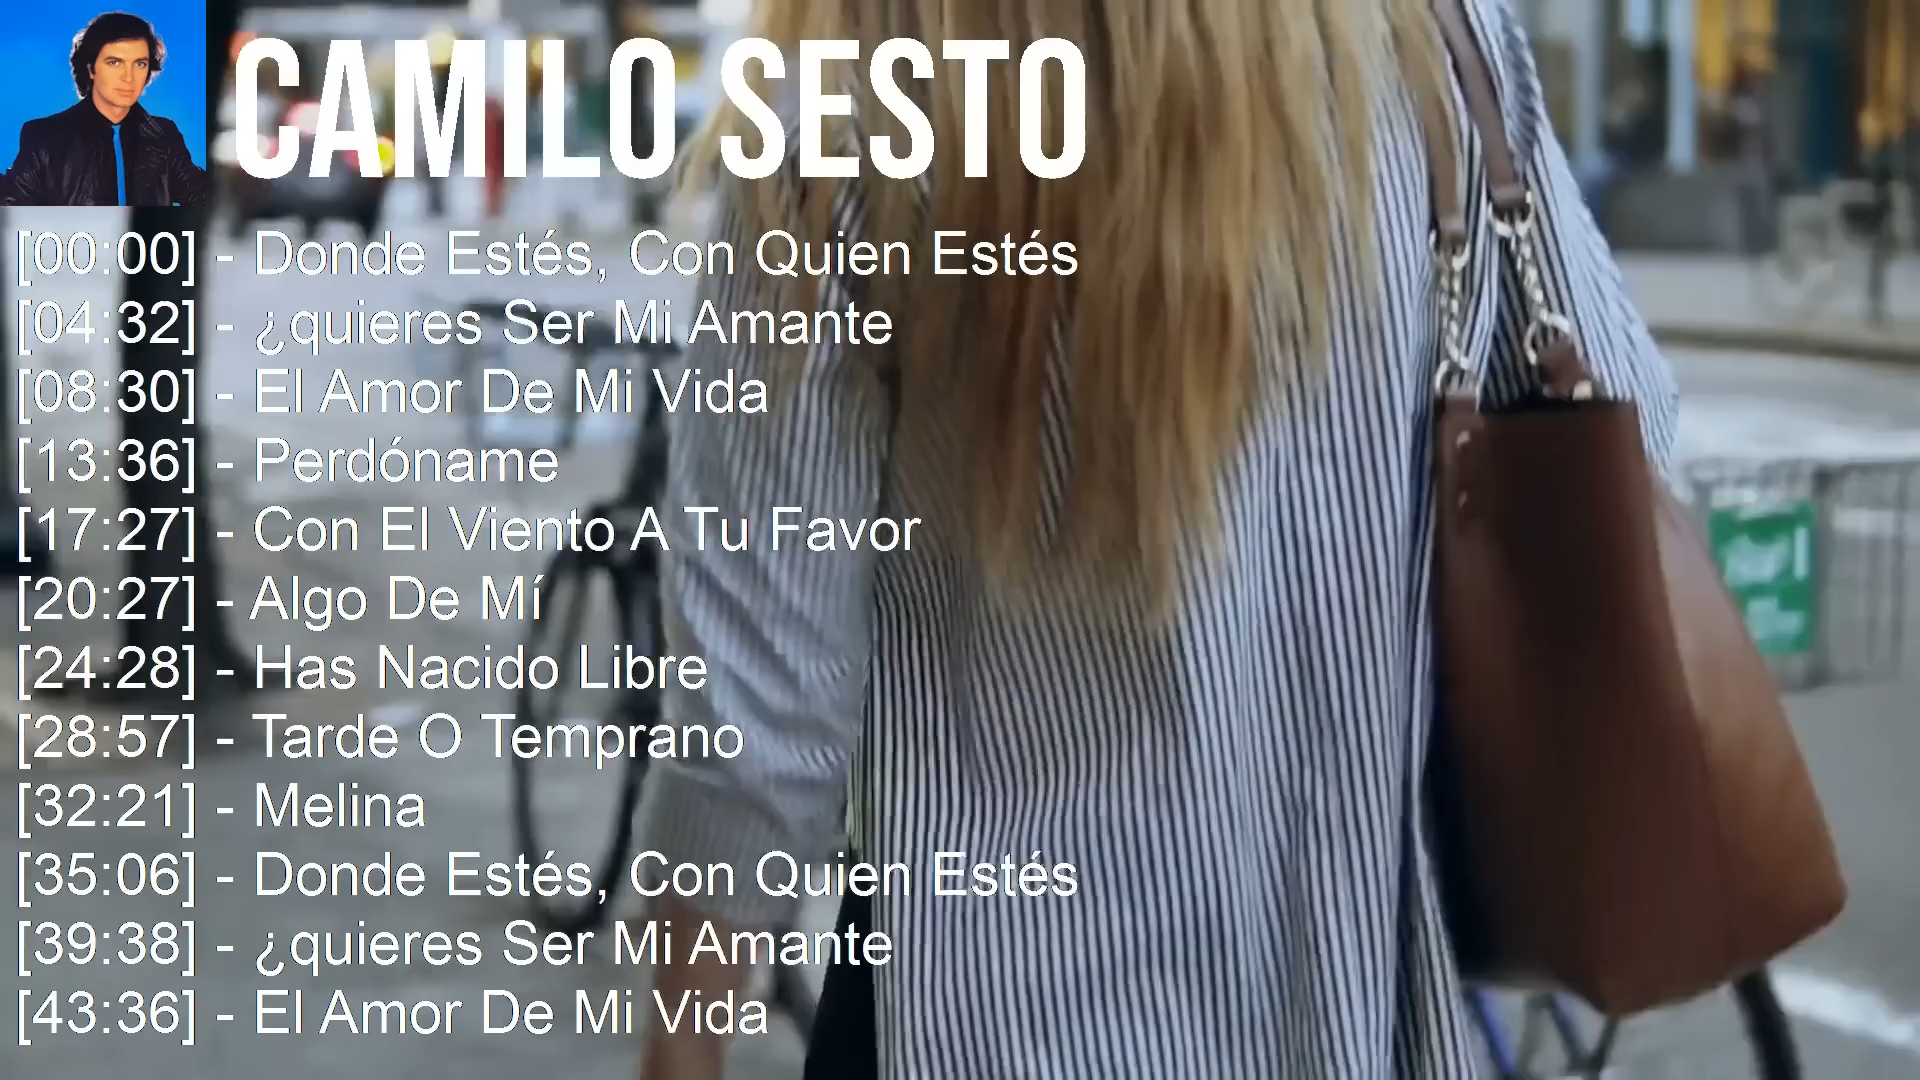 CAMILO SESTO
[00:00] - Donde Estés, Con Quien Estés
[04:32] - ¿quieres Ser Mi Amante
[08:30] - El Amor De Mi Vida
[13:36] - Perdóname
[17:27] - Con El Viento A Tu Favor
[20:27] - Algo De Mí
[24:28] - Has Nacido Libre
[28:57] - Tarde O Temprano
[32:21] - Melina
[35:06] - Donde Estés, Con Quien Estés
[39:38] - ¿quieres Ser Mi Amante
[43:36] - El Amor De Mi Vida